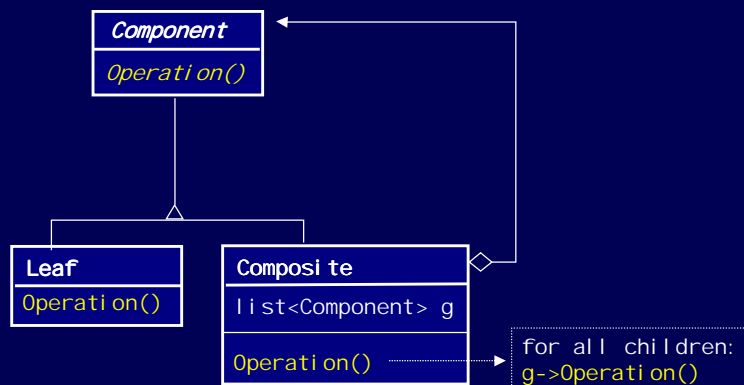 Component
Operation()
Leaf
Operation()
Composite
list<Component> g
Operation()
for all children:
g->Operation()